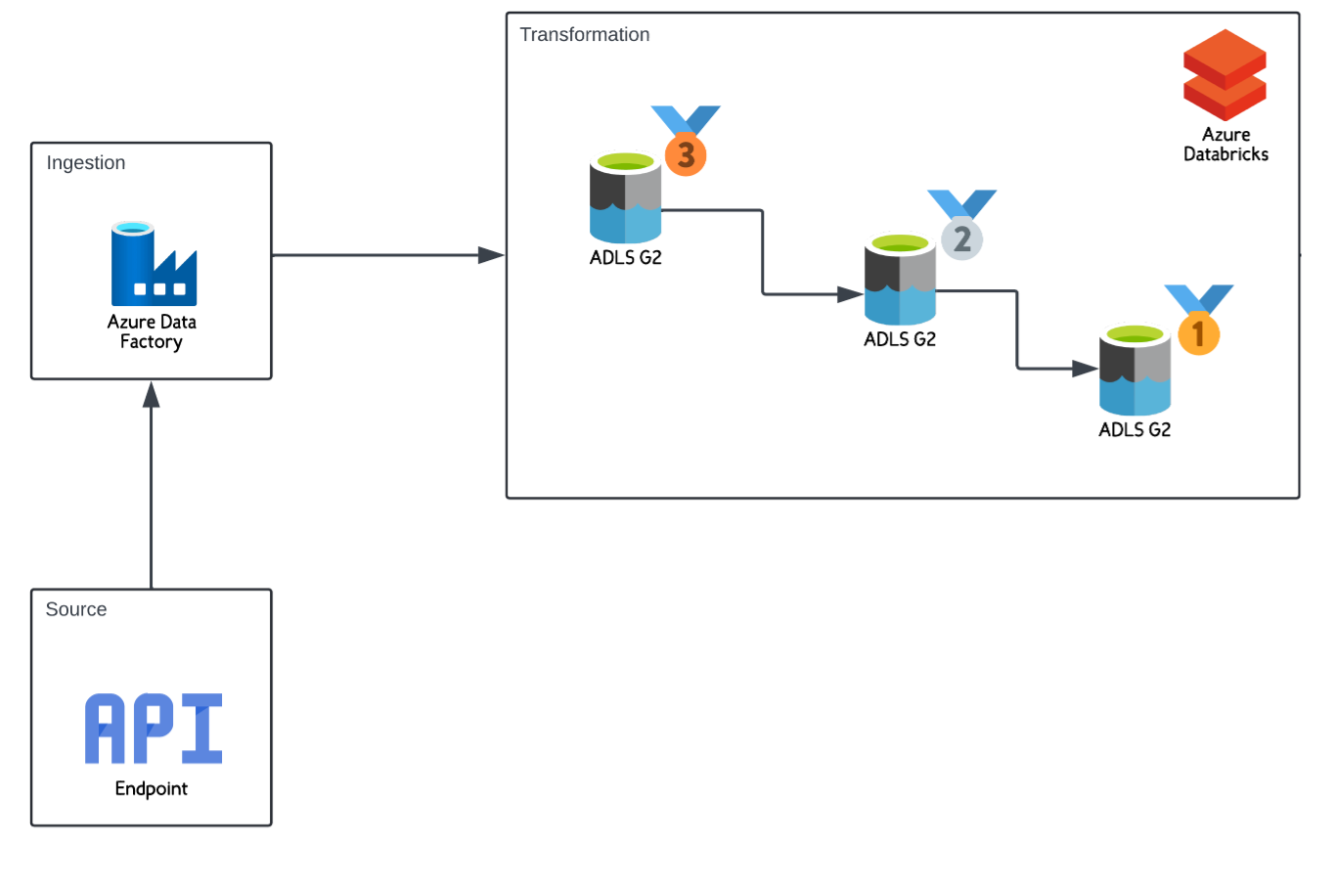 Transformation
Azure
Databricks
3
ADLS G2
2
ADLS G2
1
ADLS G2
Ingestion
Azure Data
Factory
Source
API
Endpoint